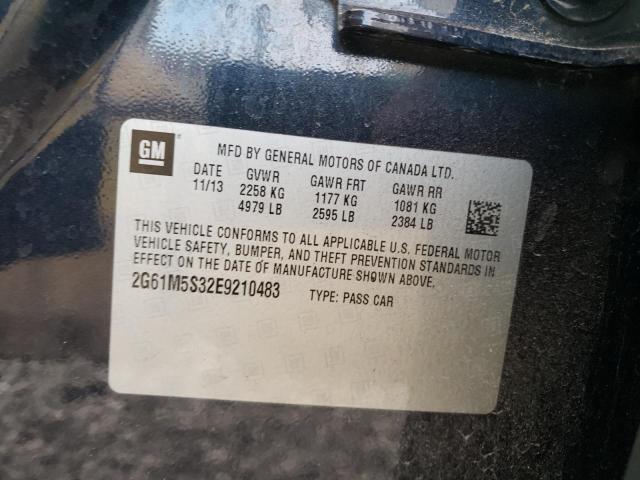 GM
MFD BY GENERAL MOTORS OF CANADA LTD.
DATE GVWR GAWR FRT GAWR RR
11/13 2258 KG 1177 KG 1081 KG
4979 LB 2595 LB 2384 LB
THIS VEHICLE CONFORMS TO ALL APPLICABLE U.S. FEDERAL MOTOR
VEHICLE SAFETY, BUMPER, AND THEFT PREVENTION STANDARDS IN
EFFECT ON THE DATE OF MANUFACTURE SHOWN ABOVE.
2G61M5S32E9210483 TYPE: PASS CAR